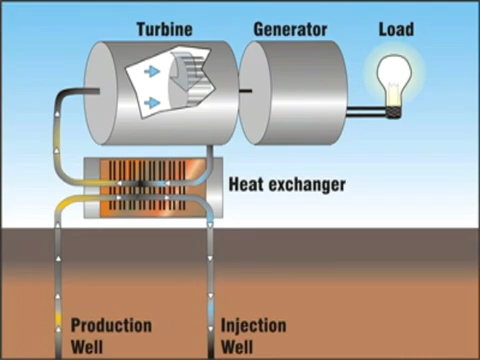 Turbine
Generator
Load
Heat exchanger
Production
Well
Injection
Well